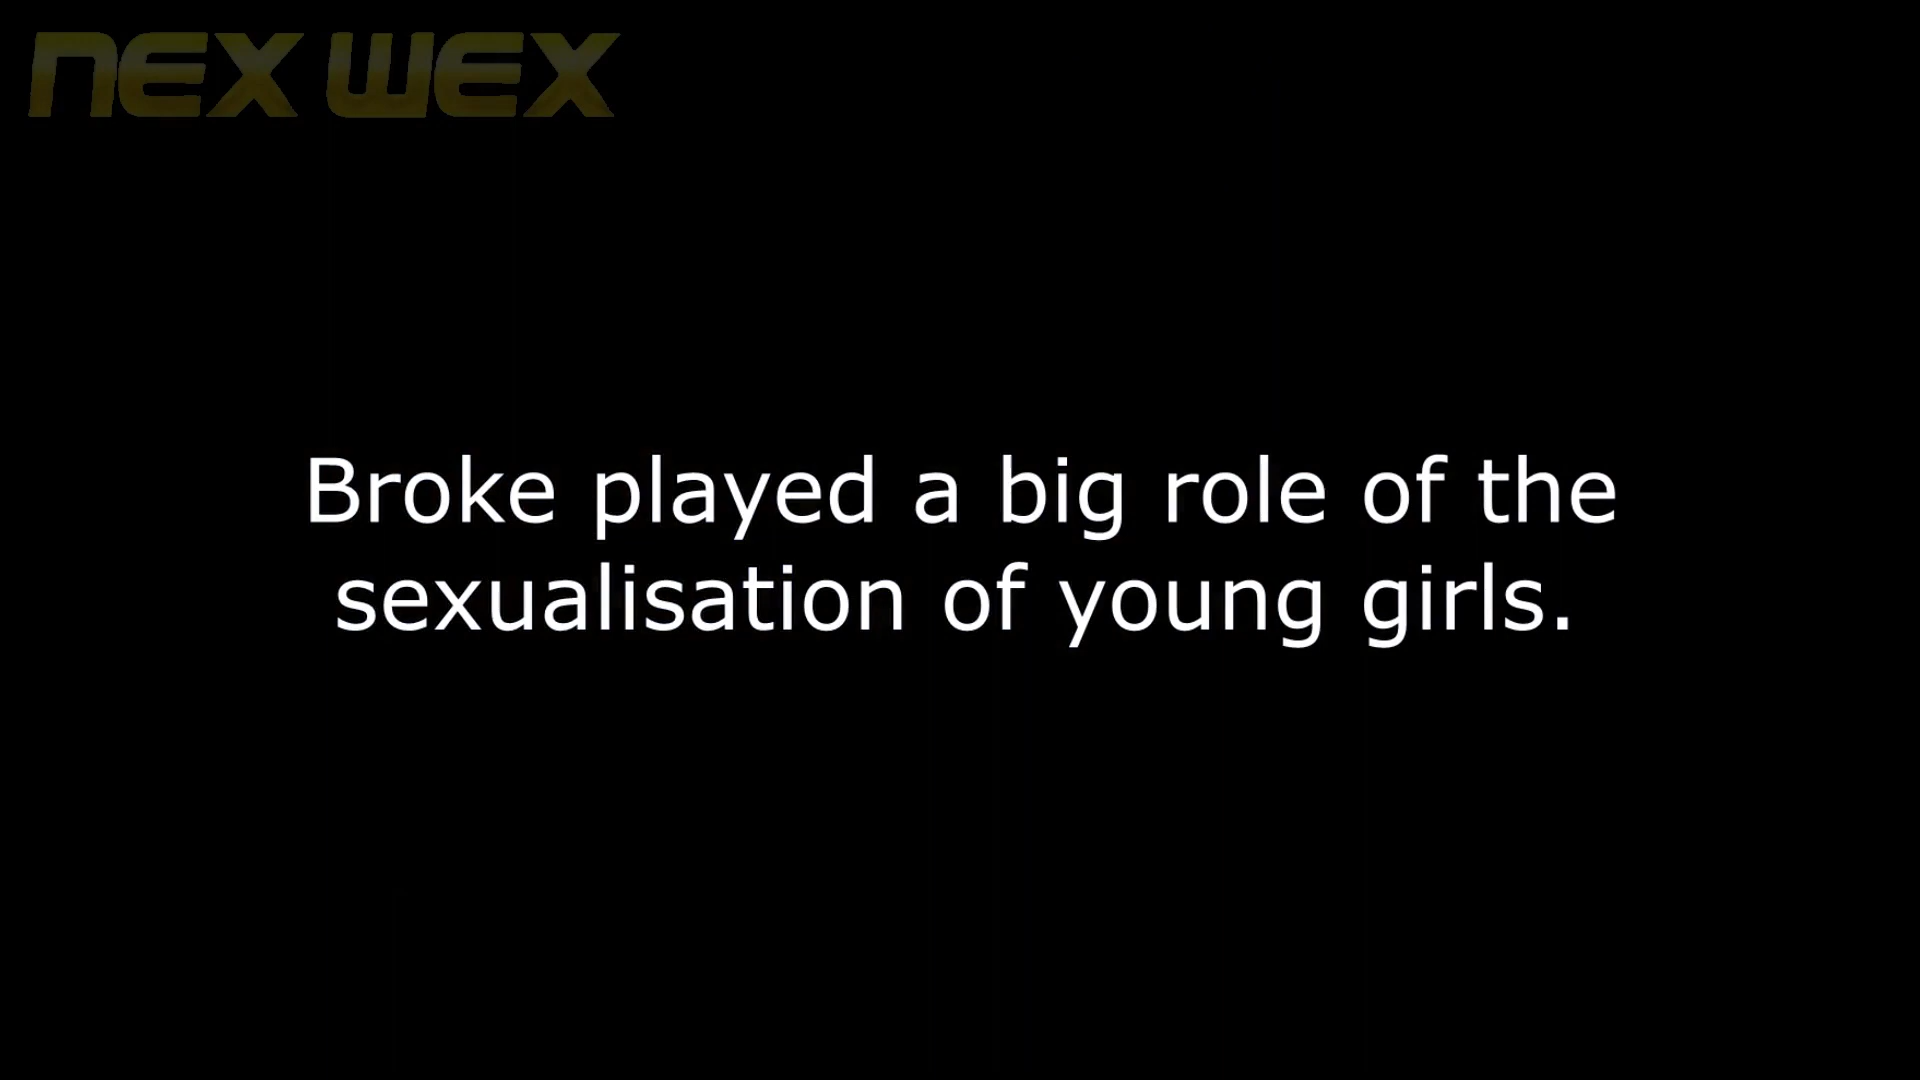 NEX WEX
Broke played a big role of the
sexualisation of young girls.